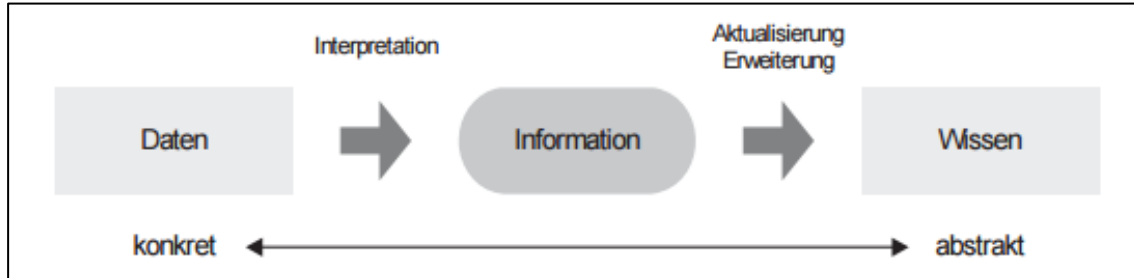 Interpretation
Aktualisierung
Erweiterung
Daten
Information
Wissen
konkret
abstrakt